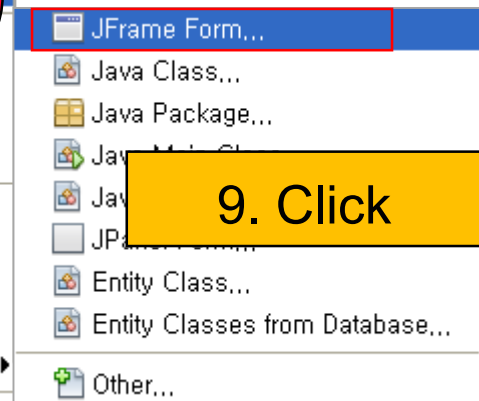 JFrame Form...
Java Class...
Java Package...
9. Click
Entity Class...
Entity Classes from Database...
Other...